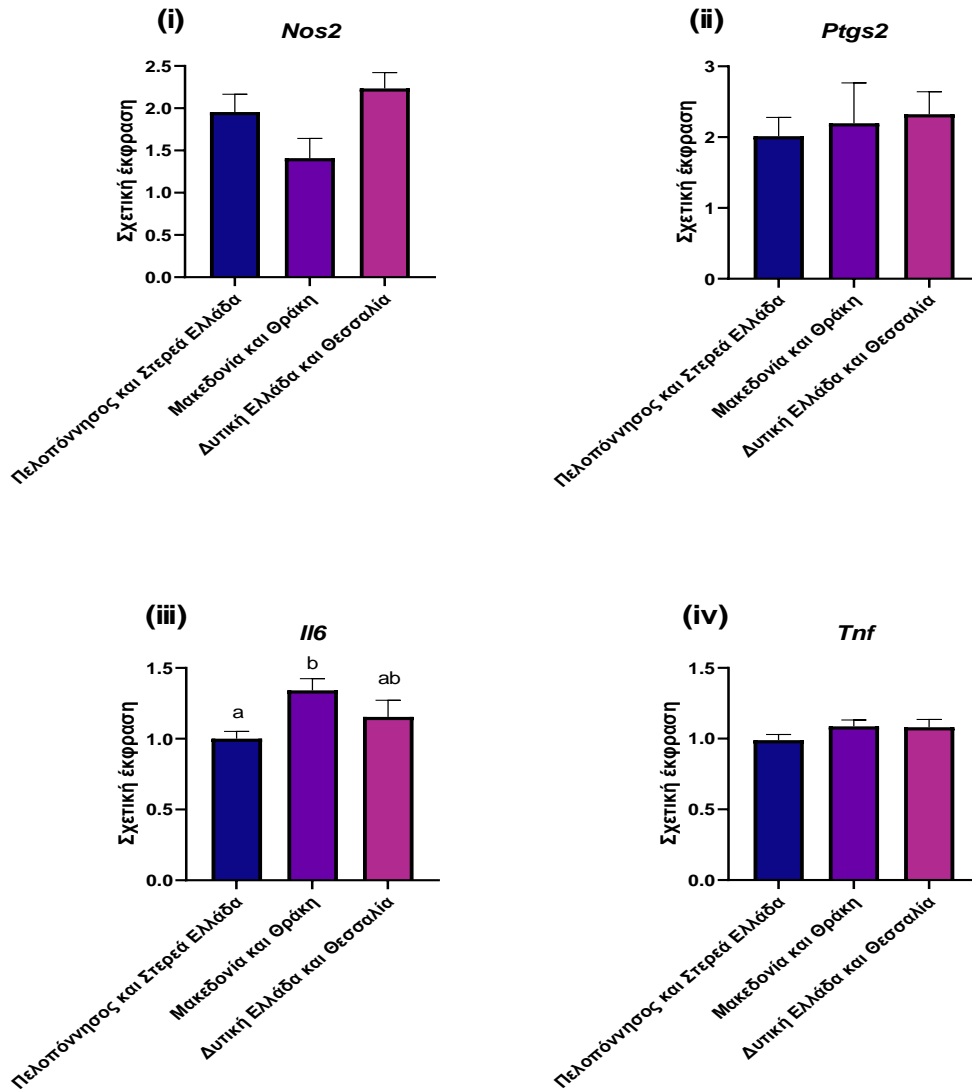 (i)
Nos2
Σχετική έκφραση
2.5
2.0
1.5
1.0
0.5
0.0
Πελοπόννησος και Στερεά Ελλάδα
Μακεδονία και Θράκη
Δυτική Ελλάδα και Θεσσαλία
(ii)
Ptgs2
Σχετική έκφραση
3
2
1
0
Πελοπόννησος και Στερεά Ελλάδα
Μακεδονία και Θράκη
Δυτική Ελλάδα και Θεσσαλία
(iii)
Il6
Σχετική έκφραση
1.5
1.0
0.5
0.0
a
b
ab
Πελοπόννησος και Στερεά Ελλάδα
Μακεδονία και Θράκη
Δυτική Ελλάδα και Θεσσαλία
(iv)
Tnf
Σχετική έκφραση
1.5
1.0
0.5
0.0
Πελοπόννησος και Στερεά Ελλάδα
Μακεδονία και Θράκη
Δυτική Ελλάδα και Θεσσαλία